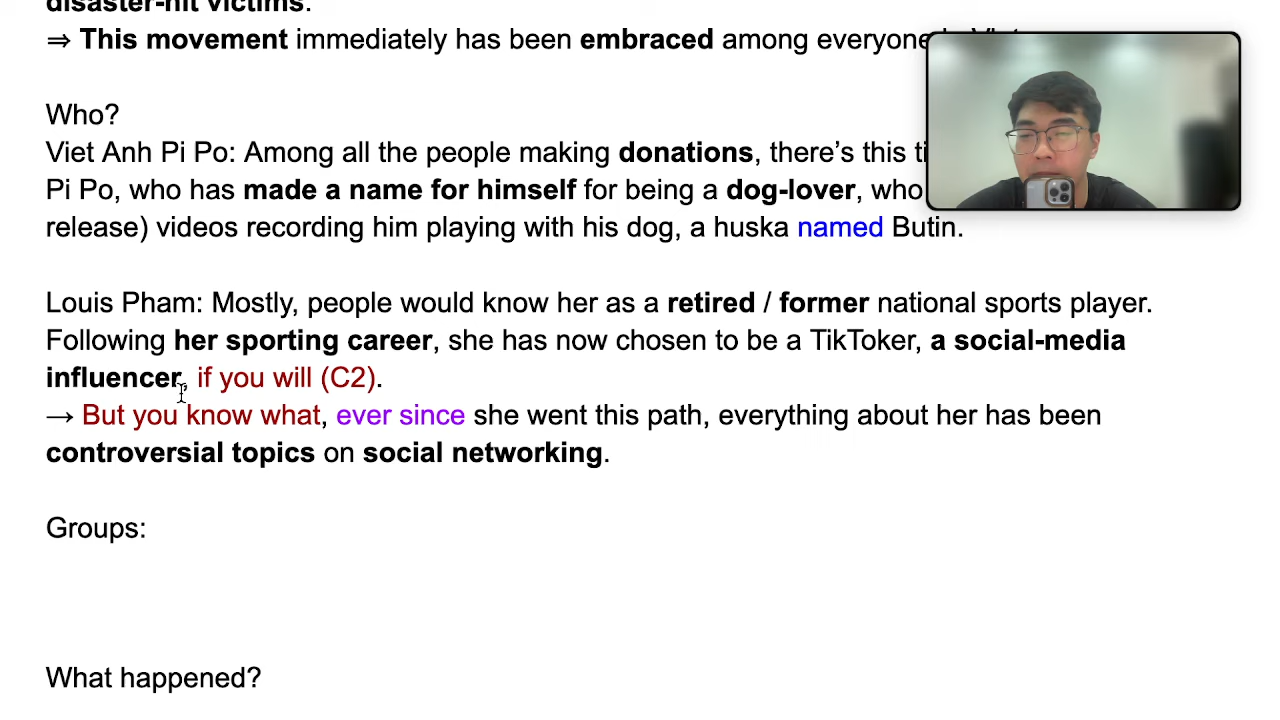 disaster-hit victims.
⇒ This movement immediately has been embraced among everyone
Who?
Viet Anh Pi Po: Among all the people making donations, there’s this
Pi Po, who has made a name for himself for being a dog-lover, who
release) videos recording him playing with his dog, a huska named Butin.
Louis Pham: Mostly, people would know her as a retired / former national sports player.
Following her sporting career, she has now chosen to be a TikToker, a social-media
influencer, if you will (C2).
→ But you know what, ever since she went this path, everything about her has been
controversial topics on social networking.
Groups:
What happened?